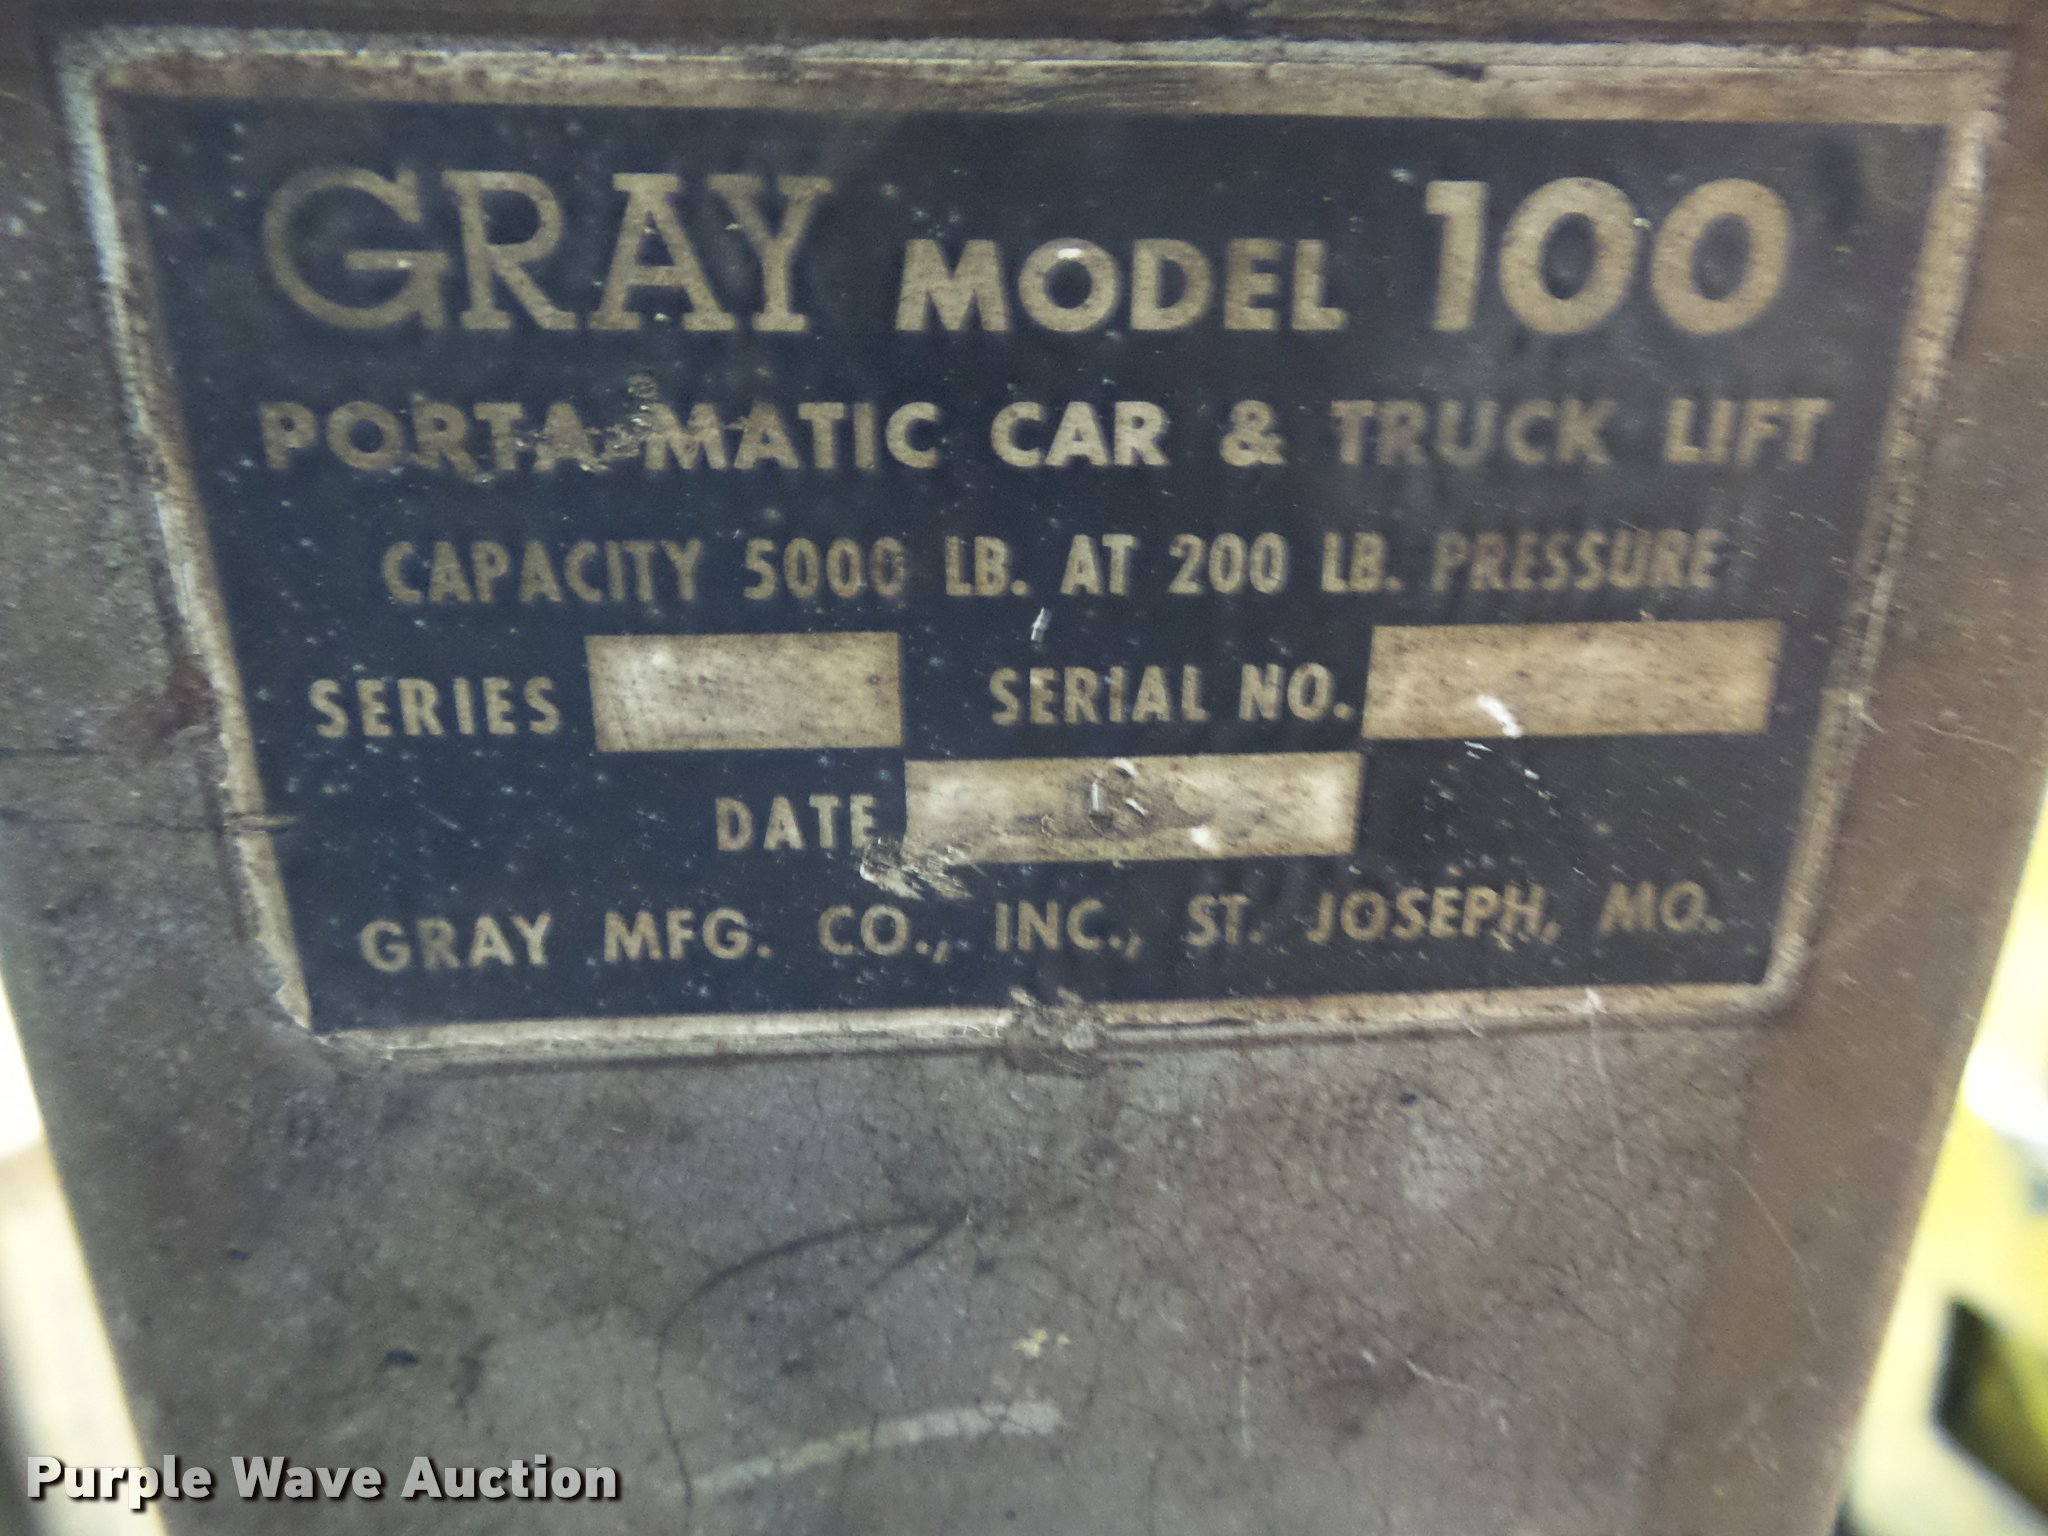 GRAY MODEL 100
PORTA-MATIC CAR & TRUCK LIFT
CAPACITY 5000 LB. AT 200 LB. PRESSURE
SERIES SERIAL NO.
DATE
GRAY MFG. CO., INC., ST. JOSEPH, MO.
Purple Wave Auction